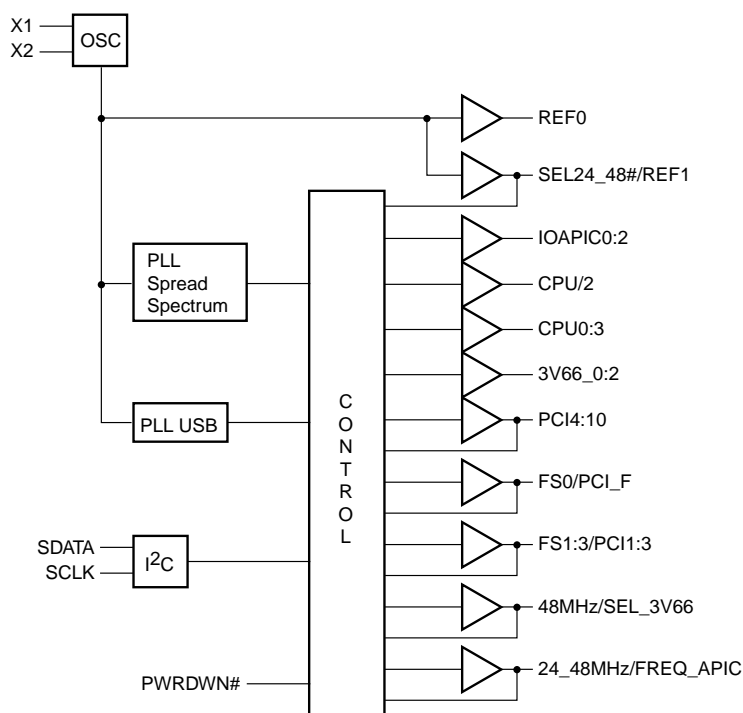 X1
X2
OSC
REF0
SEL24_48#/REF1
IOAPIC0:2
PLL
Spread
Spectrum
CPU/2
CPU0:3
3V66_0:2
PLL USB
CONTROL
PCI4:10
FS0/PCI_F
SDATA
SCLK
I²C
FS1:3/PCI1:3
48MHz/SEL_3V66
PWRDWN#
24_48MHz/FREQ_APIC